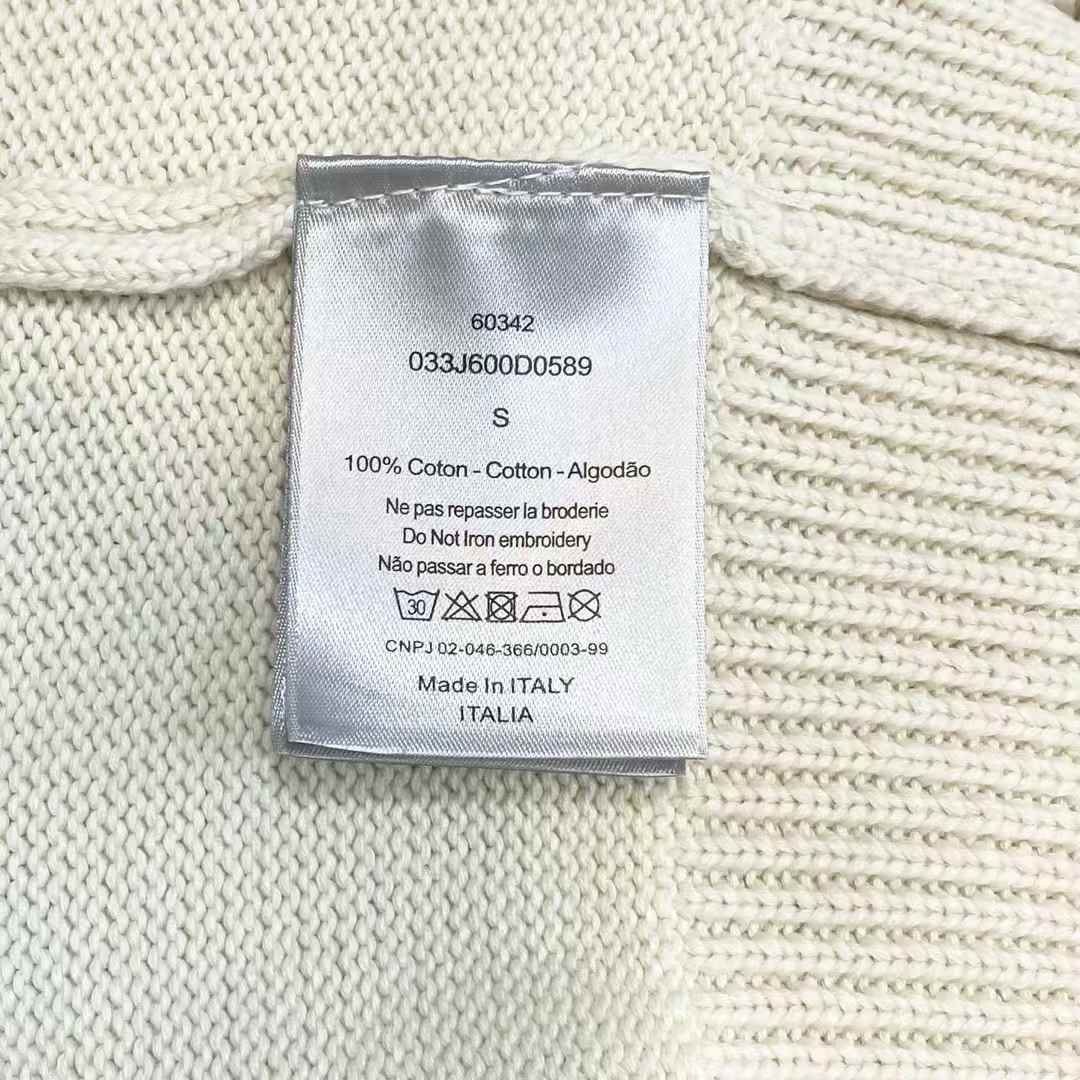 60342
033J600D0589
S
100% Coton - Cotton - Algodão
Ne pas repasser la broderie
Do Not Iron embroidery
Não passar a ferro o bordado
30
CNPJ 02-046-366/0003-99
Made In ITALY
ITALIA